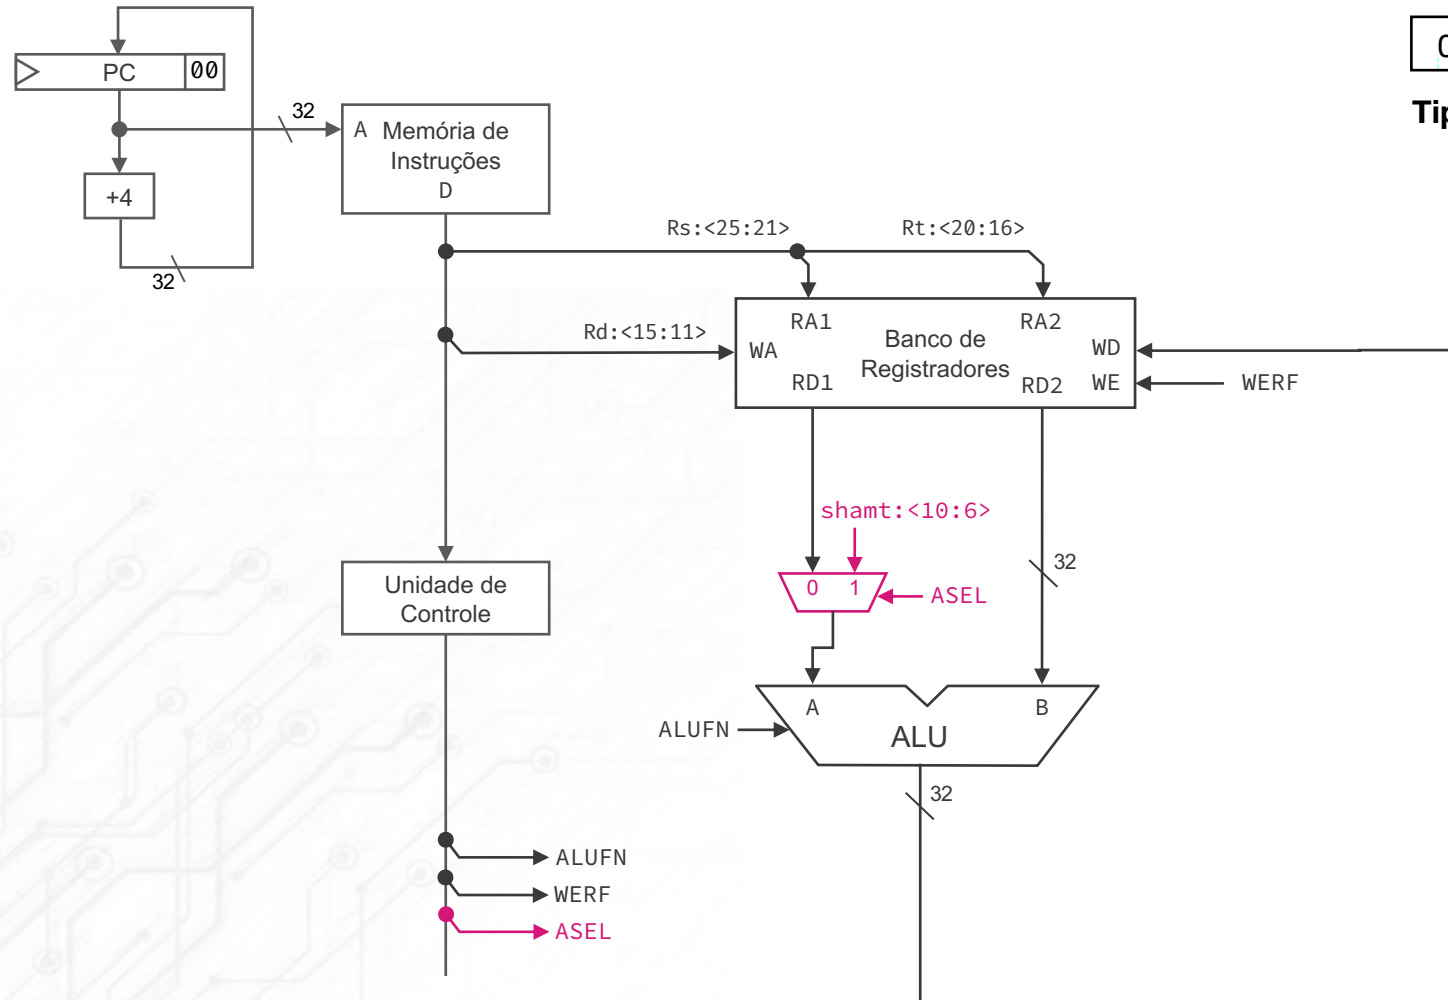 PC
00
32
A
Memória de
Instruções
D
+4
32
Rs:<25:21>
Rt:<20:16>
Rd:<15:11>
RA1
RA2
WA
Banco de
Registradores
WD
RD1
RD2
WE
WERF
shamt:<10:6>
0
1
ASEL
32
Unidade de
Controle
A
B
ALUFN
ALU
32
ALUFN
WERF
ASEL